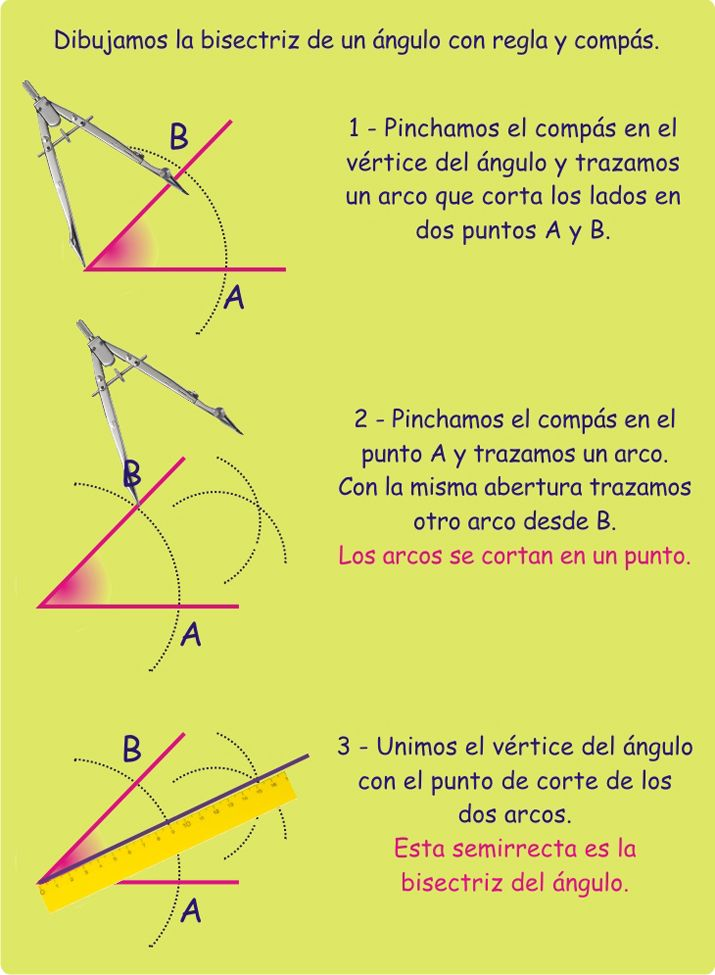 Dibujamos la bisectriz de un ángulo con regla y compás.
B
A
1 - Pinchamos el compás en el
vértice del ángulo y trazamos
un arco que corta los lados en
dos puntos A y B.
B
A
2 - Pinchamos el compás en el
punto A y trazamos un arco.
Con la misma abertura trazamos
otro arco desde B.
Los arcos se cortan en un punto.
B
A
3 - Unimos el vértice del ángulo
con el punto de corte de los
dos arcos.
Esta semirrecta es la
bisectriz del ángulo.